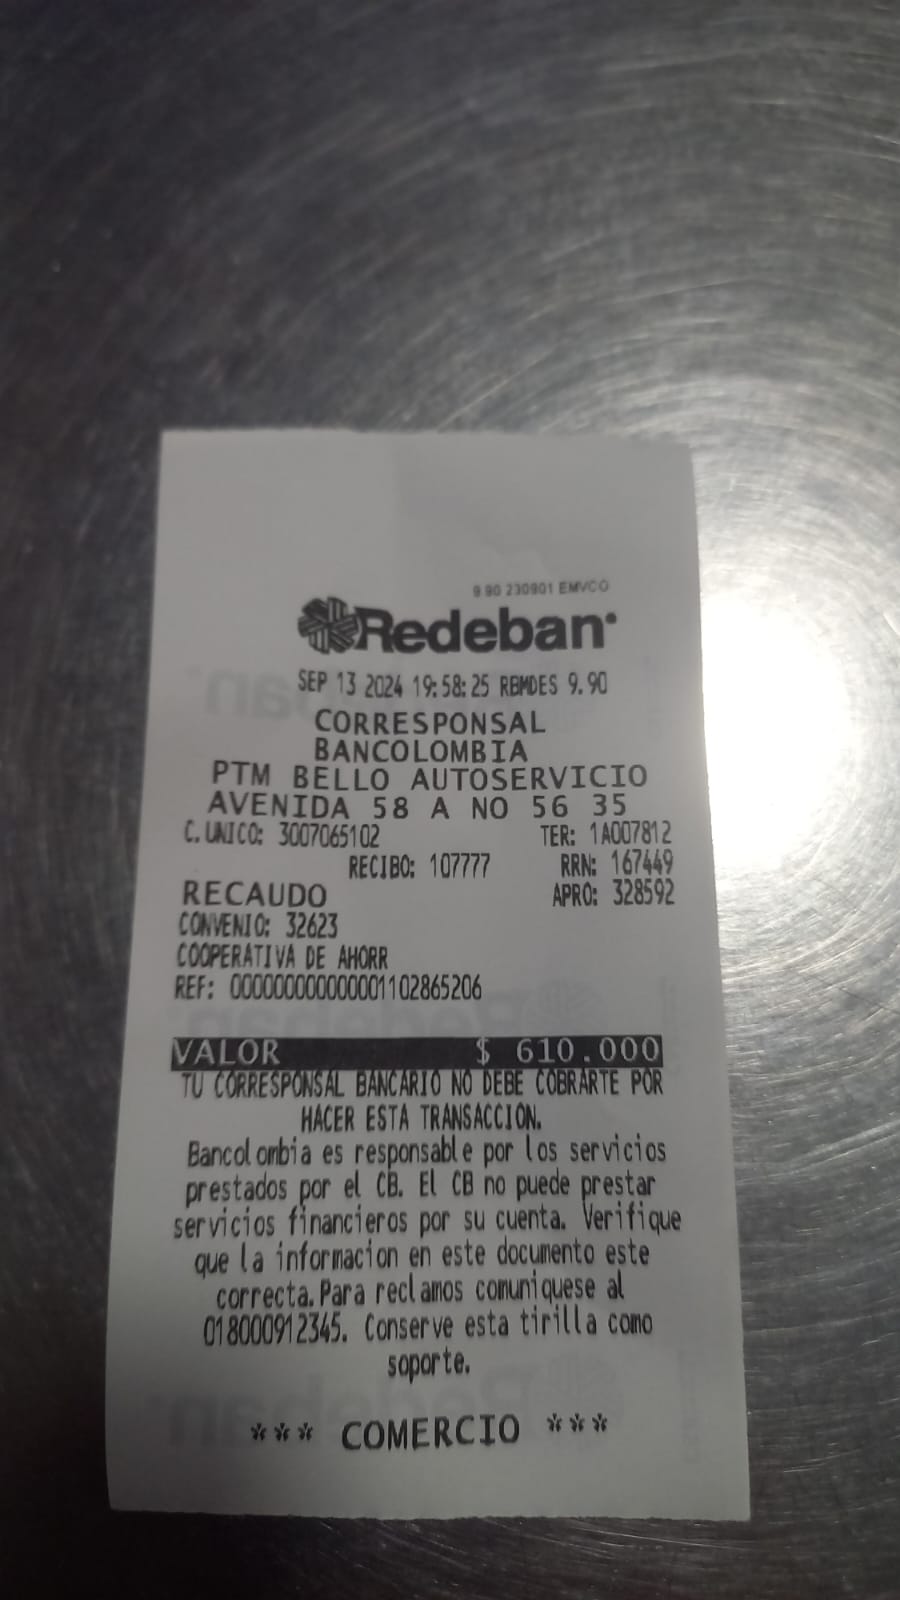 9.90 230901 EMVCO
Redeban
SEP 13 2024 19:58:25 RBMDES 9.90
CORRESPONSAL
BANCOLOMBIA
PTM BELLO AUTOSERVICIO
AVENIDA 58 A NO 56 35
C. UNICO: 3007065102 TER: 1A007812
RECIBO: 107777 RRN: 167449
RECAUDO APRO: 328592
CONVENIO: 32623
COOPERATIVA DE AHORR
REF: 00000000000001102865206
VALOR $ 610.000
TU CORRESPONSAL BANCARIO NO DEBE COBRARTE POR
HACER ESTA TRANSACCION.
Bancolombia es responsable por los servicios
prestados por el CB. El CB no puede prestar
servicios financieros por su cuenta. Verifique
que la informacion en este documento este
correcta. Para reclamos comuniquese al
018000912345. Conserve esta tirilla como
soporte.
*** COMERCIO ***